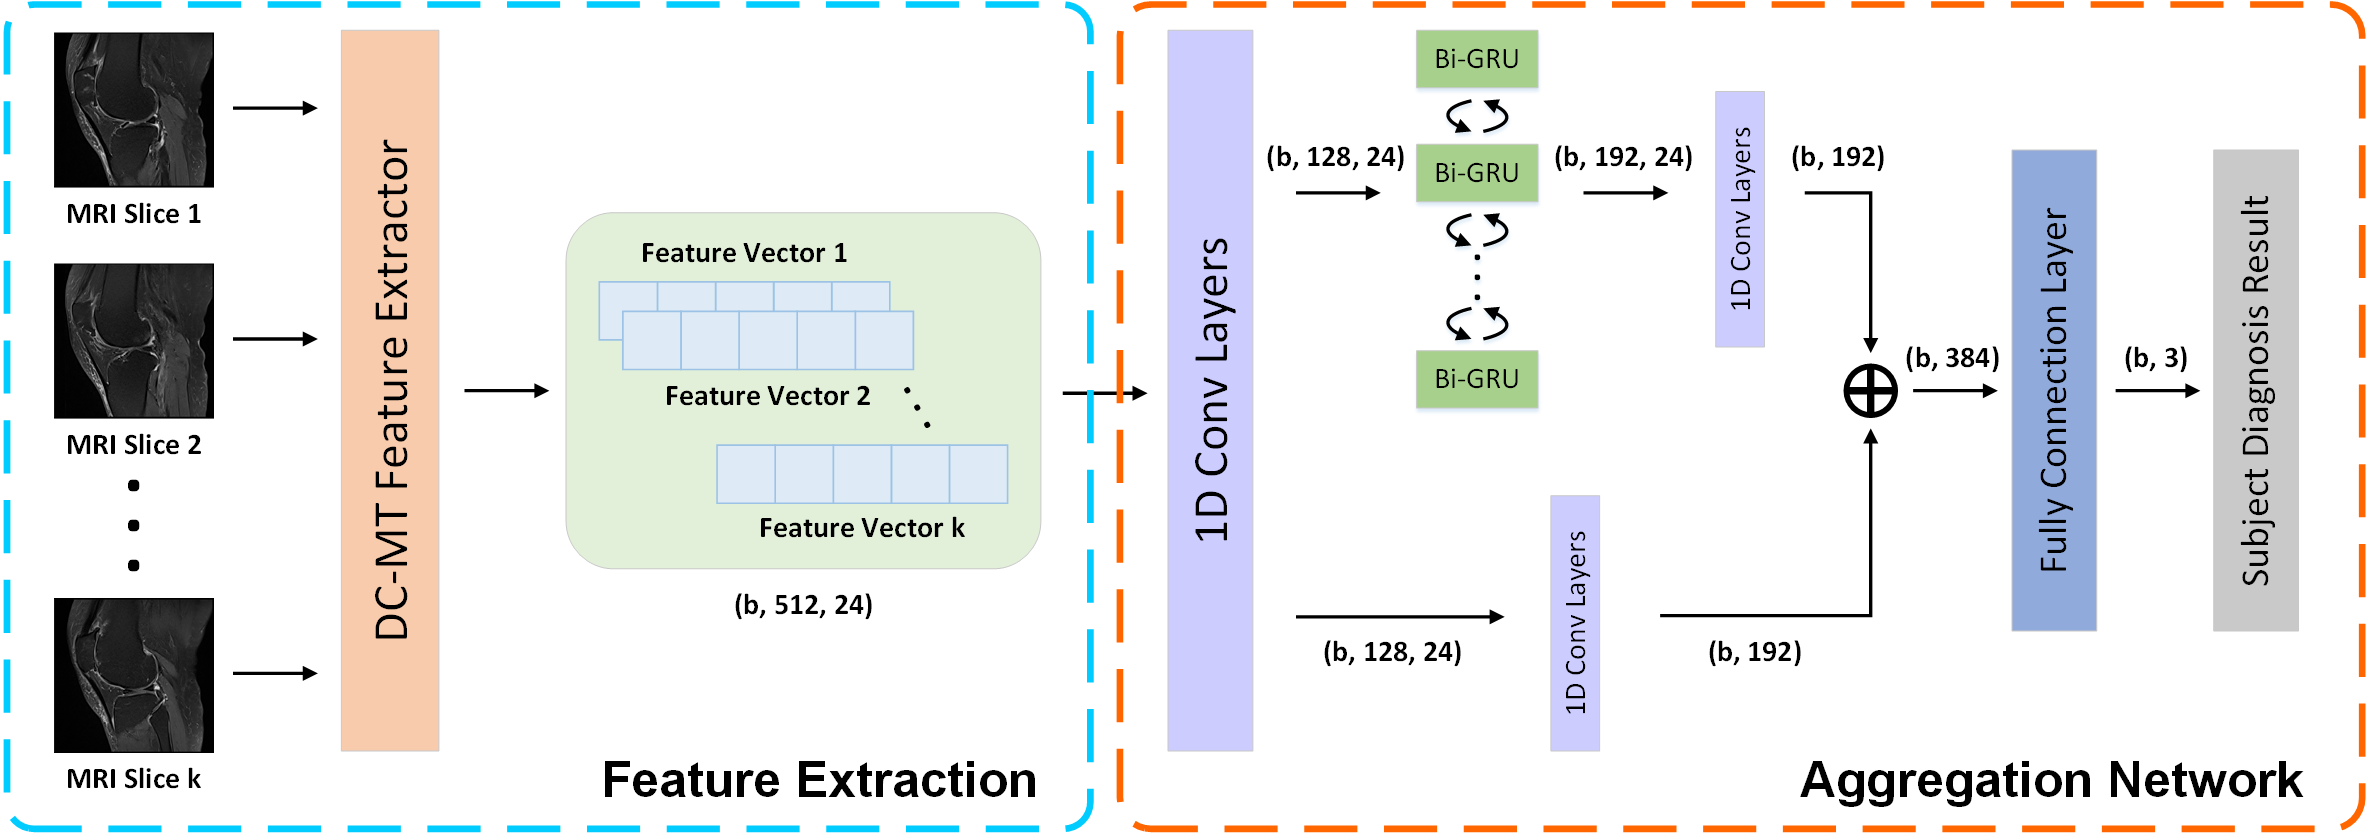 MRI Slice 1
MRI Slice 2
MRI Slice k
DC-MT Feature Extractor
Feature Vector 1
Feature Vector 2
Feature Vector k
(b, 512, 24)
Feature Extraction
1D Conv Layers
(b, 128, 24)
Bi-GRU
Bi-GRU
Bi-GRU
(b, 192, 24)
1D Conv Layers
(b, 192)
(b, 128, 24)
1D Conv Layers
(b, 192)
(b, 384)
Fully Connection Layer
(b, 3)
Subject Diagnosis Result
Aggregation Network